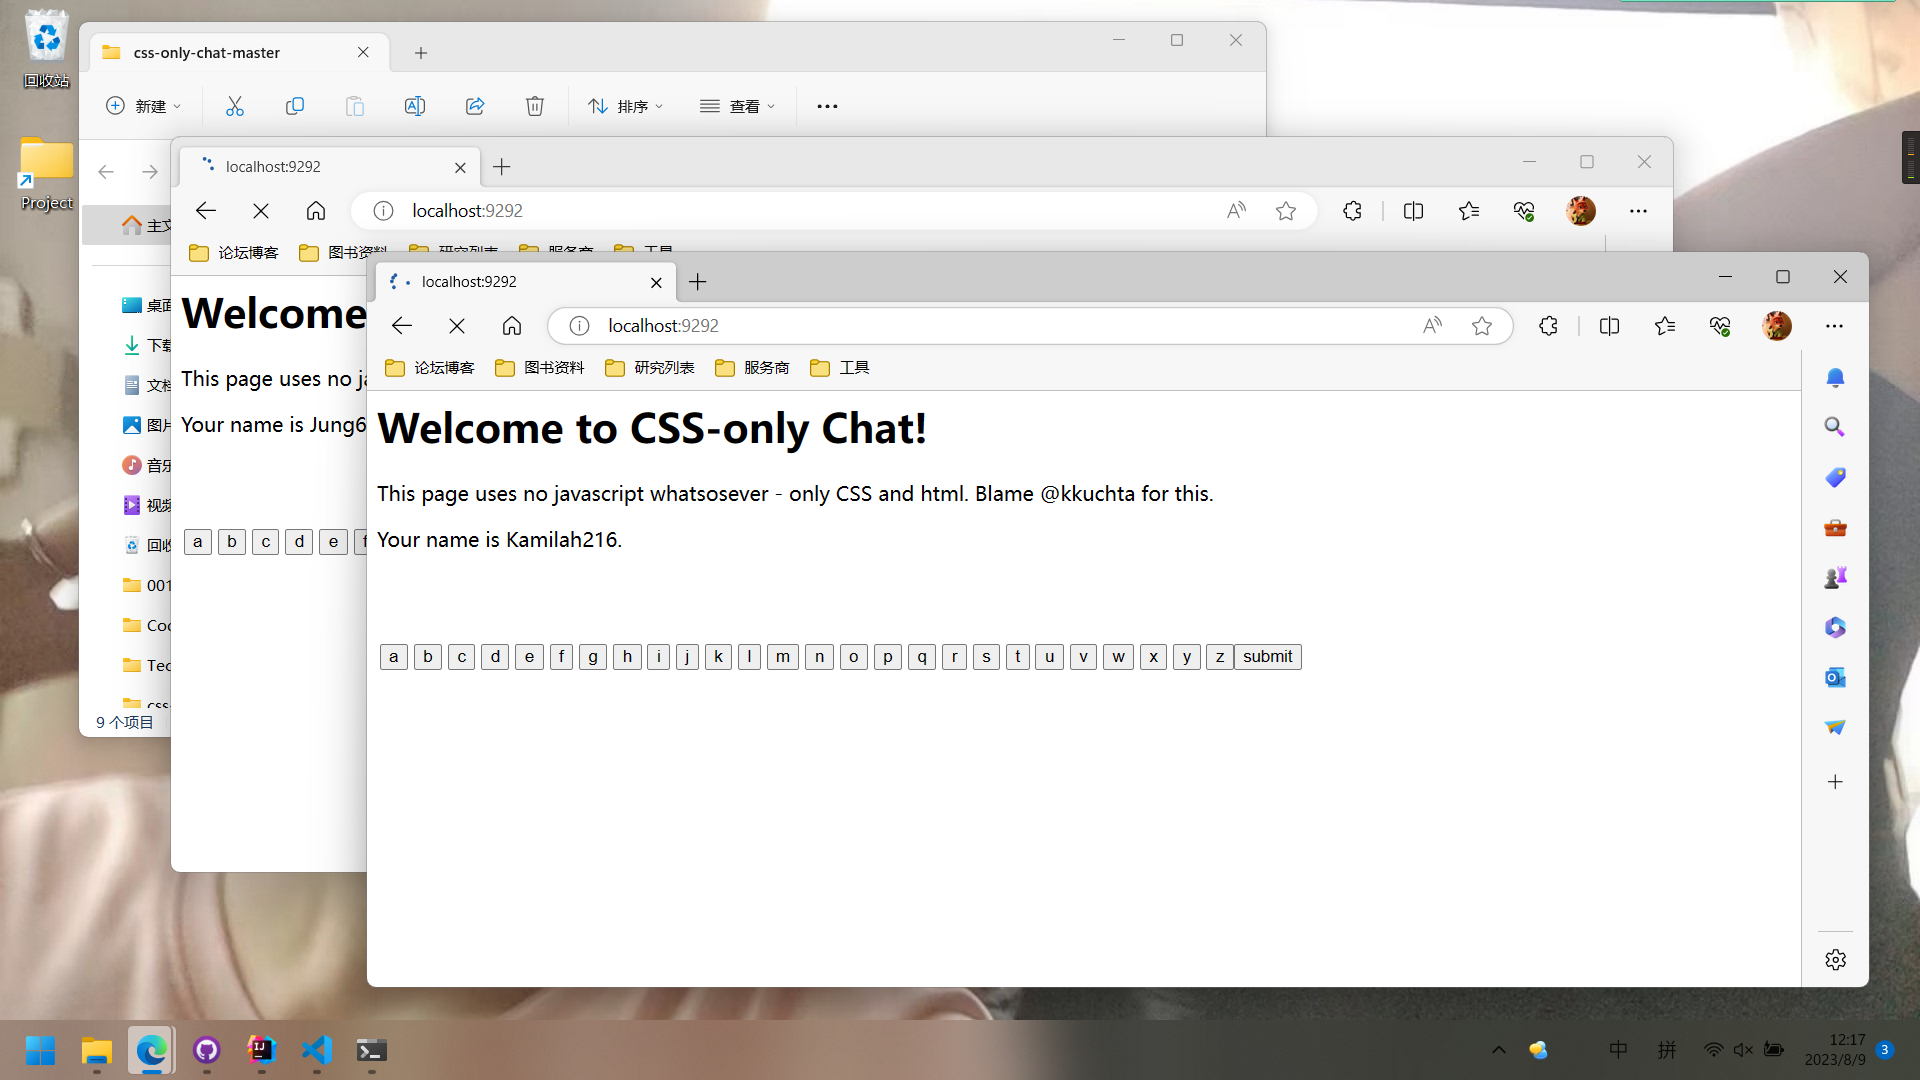 回收站
Project
css-only-chat-master
新建
排序
查看
主文
桌面
下载
文档
图片
音乐
视频
回收
001
Coc
Tec
css-
9 个项目
localhost:9292
localhost:9292
论坛博客
图书资料
研究列表
服务商
工具
Welcome
This page uses no ja
Your name is Jung6
a b c d e f
localhost:9292
localhost:9292
论坛博客 图书资料 研究列表 服务商 工具
Welcome to CSS-only Chat!
This page uses no javascript whatsosever - only CSS and html. Blame @kkuchta for this.
Your name is Kamilah216.
a b c d e f g h i j k l m n o p q r s t u v w x y z submit
中 拼
12:17
2023/8/9
3